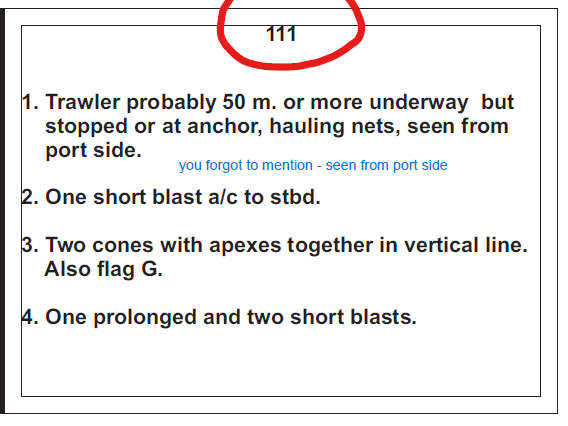 111
1. Trawler probably 50 m. or more underway but
stopped or at anchor, hauling nets, seen from
port side.
you forgot to mention - seen from port side
2. One short blast a/c to stbd.
3. Two cones with apexes together in vertical line.
Also flag G.
4. One prolonged and two short blasts.